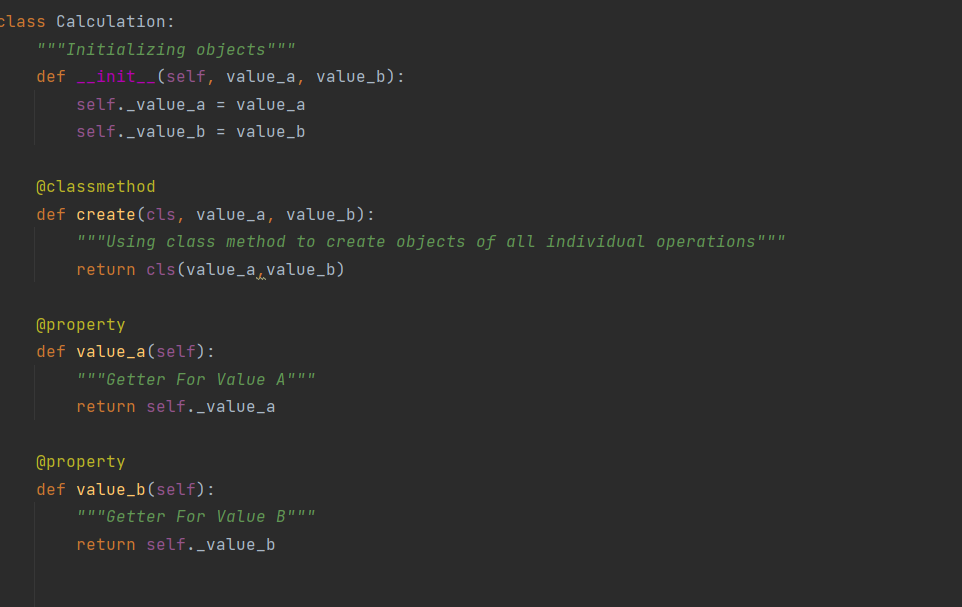 class Calculation:
    """Initializing objects"""
    def __init__(self, value_a, value_b):
        self._value_a = value_a
        self._value_b = value_b

    @classmethod
    def create(cls, value_a, value_b):
        """Using class method to create objects of all individual operations"""
        return cls(value_a,value_b)

    @property
    def value_a(self):
        """Getter For Value A"""
        return self._value_a

    @property
    def value_b(self):
        """Getter For Value B"""
        return self._value_b